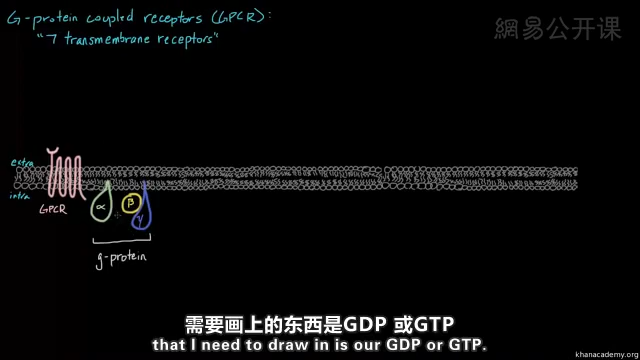 G-protein coupled receptors (GPCR):
"7 transmembrane receptors"
網易公开课
extra
intra
GPCR
α
β
γ
g-protein
需要画上的东西是GDP 或GTP
that I need to draw in is our GDP or GTP.
khanacademy.org